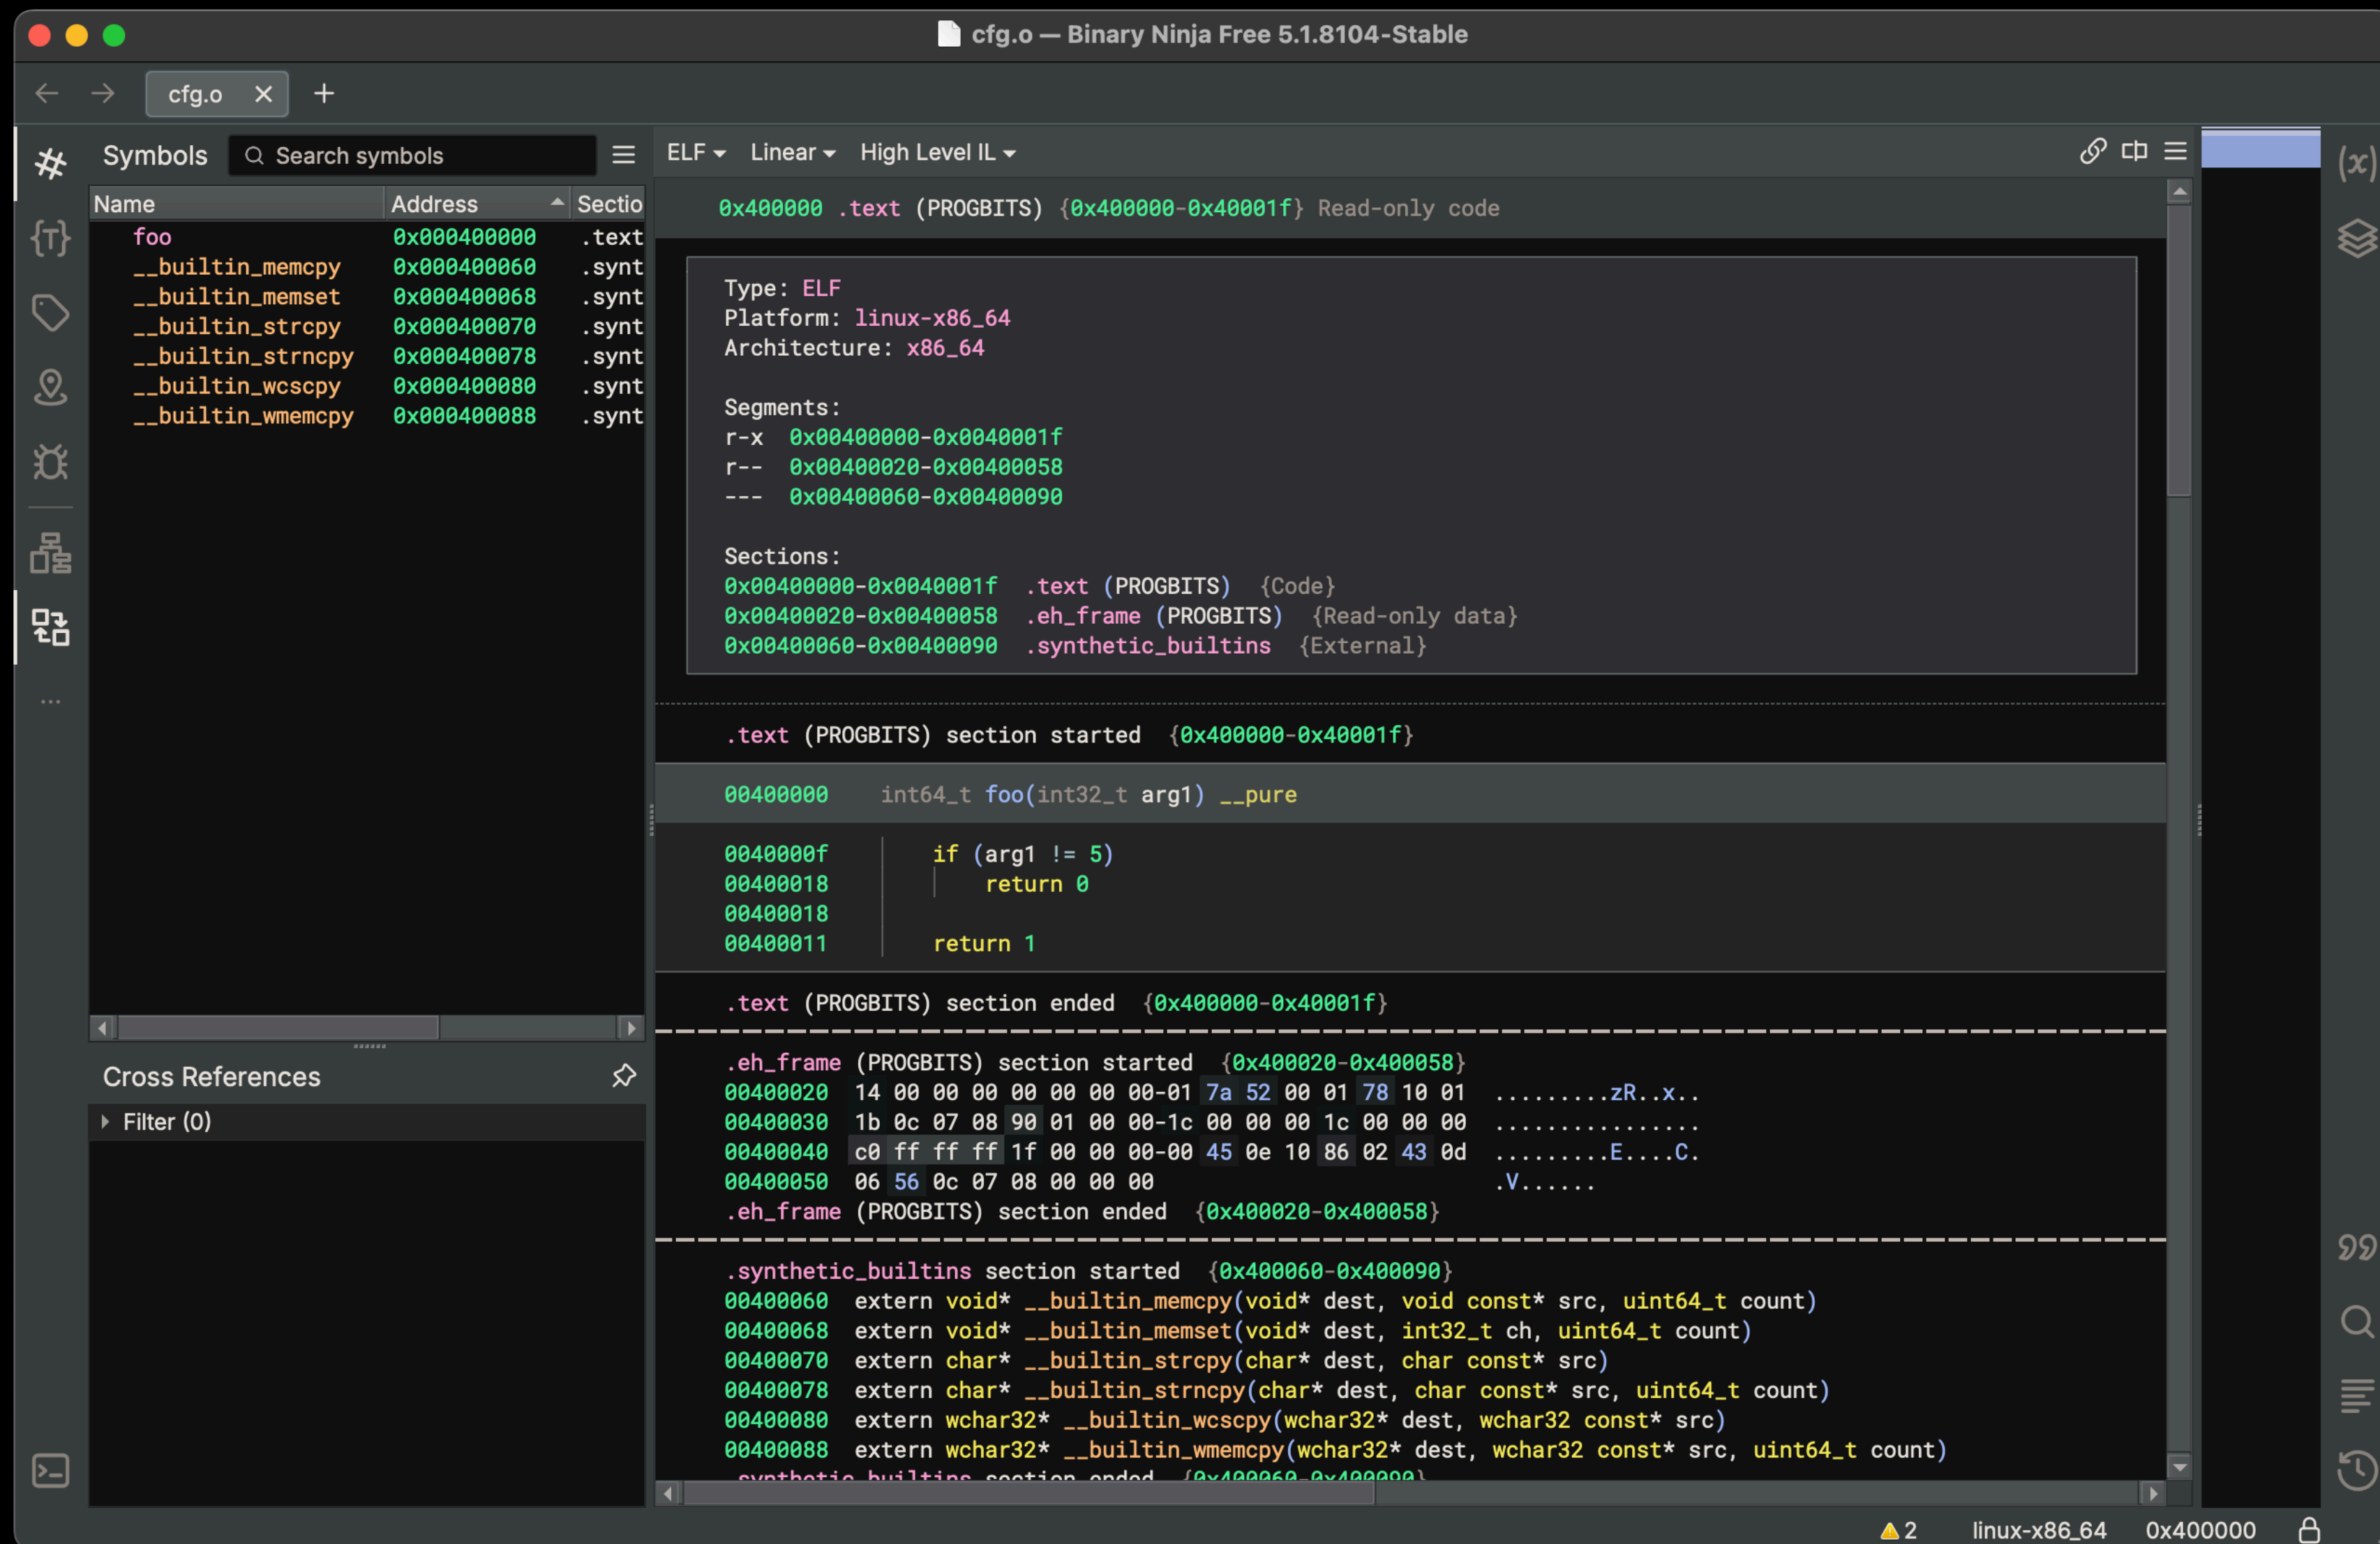 cfg.o — Binary Ninja Free 5.1.8104-Stable
cfg.o
Symbols
Search symbols
Name Address Sectio
foo 0x000400000 .text
__builtin_memcpy 0x000400060 .synt
__builtin_memset 0x000400068 .synt
__builtin_strcpy 0x000400070 .synt
__builtin_strncpy 0x000400078 .synt
__builtin_wcscpy 0x000400080 .synt
__builtin_wmemcpy 0x000400088 .synt
Cross References
Filter (0)
ELF Linear High Level IL
0x400000 .text (PROGBITS) {0x400000-0x40001f} Read-only code
Type: ELF
Platform: linux-x86_64
Architecture: x86_64
Segments:
r-x 0x00400000-0x0040001f
r-- 0x00400020-0x00400058
--- 0x00400060-0x00400090
Sections:
0x00400000-0x0040001f .text (PROGBITS) {Code}
0x00400020-0x00400058 .eh_frame (PROGBITS) {Read-only data}
0x00400060-0x00400090 .synthetic_builtins {External}
.text (PROGBITS) section started {0x400000-0x40001f}
00400000 int64_t foo(int32_t arg1) __pure
0040000f if (arg1 != 5)
00400018 return 0
00400018
00400011 return 1
.text (PROGBITS) section ended {0x400000-0x40001f}
.eh_frame (PROGBITS) section started {0x400020-0x400058}
00400020 14 00 00 00 00 00 00 00-01 7a 52 00 01 78 10 01 .........zR..x..
00400030 1b 0c 07 08 90 01 00 00-1c 00 00 00 1c 00 00 00 ................
00400040 c0 ff ff ff 1f 00 00 00-00 45 0e 10 86 02 43 0d .........E....C.
00400050 06 56 0c 07 08 00 00 00 .V......
.eh_frame (PROGBITS) section ended {0x400020-0x400058}
.synthetic_builtins section started {0x400060-0x400090}
00400060 extern void* __builtin_memcpy(void* dest, void const* src, uint64_t count)
00400068 extern void* __builtin_memset(void* dest, int32_t ch, uint64_t count)
00400070 extern char* __builtin_strcpy(char* dest, char const* src)
00400078 extern char* __builtin_strncpy(char* dest, char const* src, uint64_t count)
00400080 extern wchar32* __builtin_wcscpy(wchar32* dest, wchar32 const* src)
00400088 extern wchar32* __builtin_wmemcpy(wchar32* dest, wchar32 const* src, uint64_t count)
.synthetic_builtins section ended {0x400060-0x400090}
2 linux-x86_64 0x400000